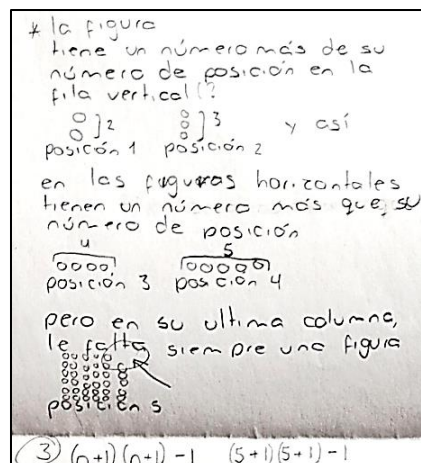 * la figura
tiene un número más de su
número de posición en la
fila vertical (?
]2 ]3 y así
posicón 1 posición 2
en las figuras horizontales
tienen un número más que, su
número de posición
4 5
posición 3 posición 4
pero en su ultima columna,
le falta siempre una figura
posición 5
3) (n+1)(n+1)-1 (5+1)(5+1)-1